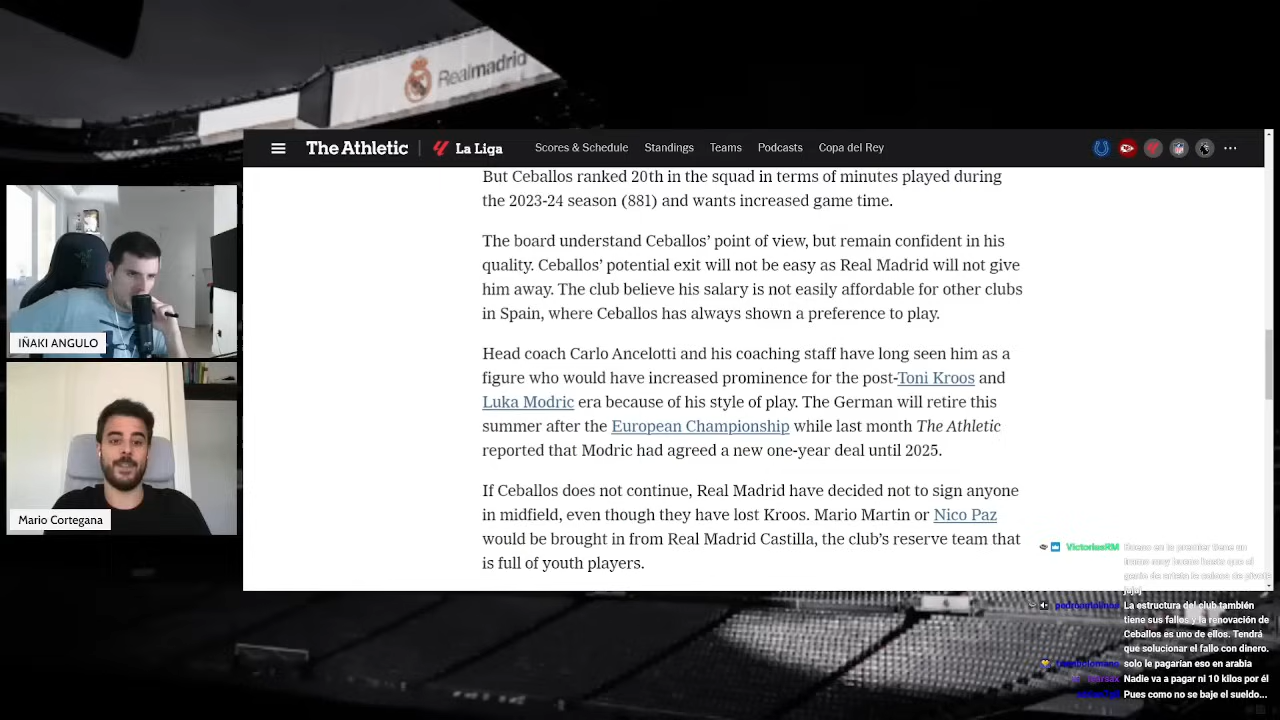 Realmadrid
The Athletic
La Liga
Scores & Schedule
Standings
Teams
Podcasts
Copa del Rey
But Ceballos ranked 20th in the squad in terms of minutes played during
the 2023-24 season (881) and wants increased game time.
The board understand Ceballos’ point of view, but remain confident in his
quality. Ceballos’ potential exit will not be easy as Real Madrid will not give
him away. The club believe his salary is not easily affordable for other clubs
in Spain, where Ceballos has always shown a preference to play.
Head coach Carlo Ancelotti and his coaching staff have long seen him as a
figure who would have increased prominence for the post-Toni Kroos and
Luka Modric era because of his style of play. The German will retire this
summer after the European Championship while last month The Athletic
reported that Modric had agreed a new one-year deal until 2025.
If Ceballos does not continue, Real Madrid have decided not to sign anyone
in midfield, even though they have lost Kroos. Mario Martin or Nico Paz
would be brought in from Real Madrid Castilla, the club’s reserve team that
is full of youth players.
IÑAKI ANGULO
Mario Cortegana
VictoriasRM
La estructura del club también
tiene sus fallos y la renovación de
Ceballos es uno de ellos. Tendrá
que solucionar el fallo con dinero.
solo le pagarían eso en arabia
Nadie va a pagar ni 10 kilos por él
Pues como no se baje el sueldo...